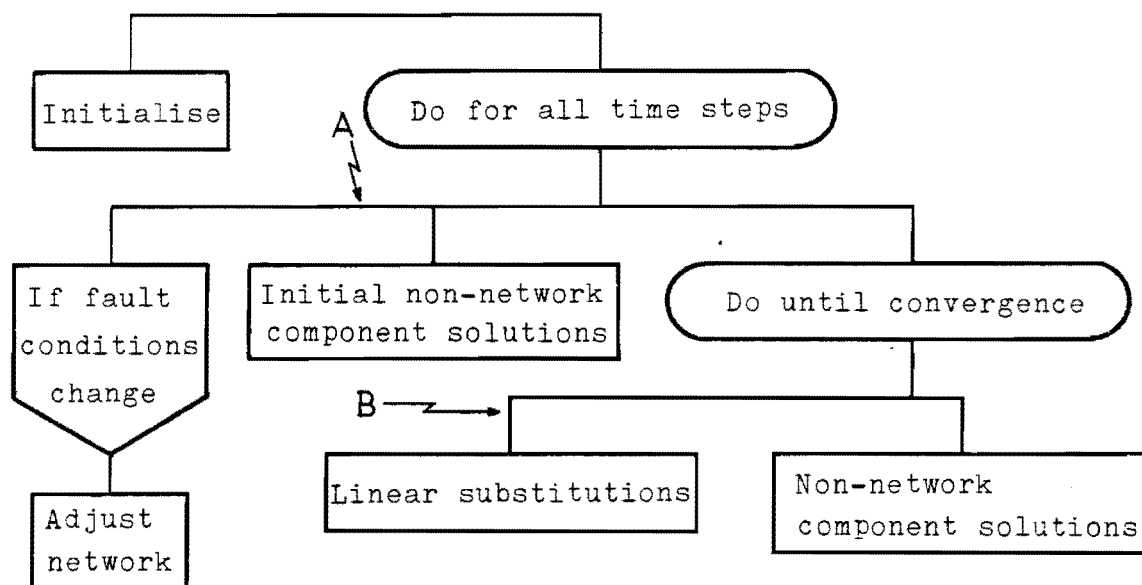 Initialise
Do for all time steps
A
If fault
conditions
change
Initial non-network
component solutions
Do until convergence
B
Linear substitutions
Non-network
component solutions
Adjust
network